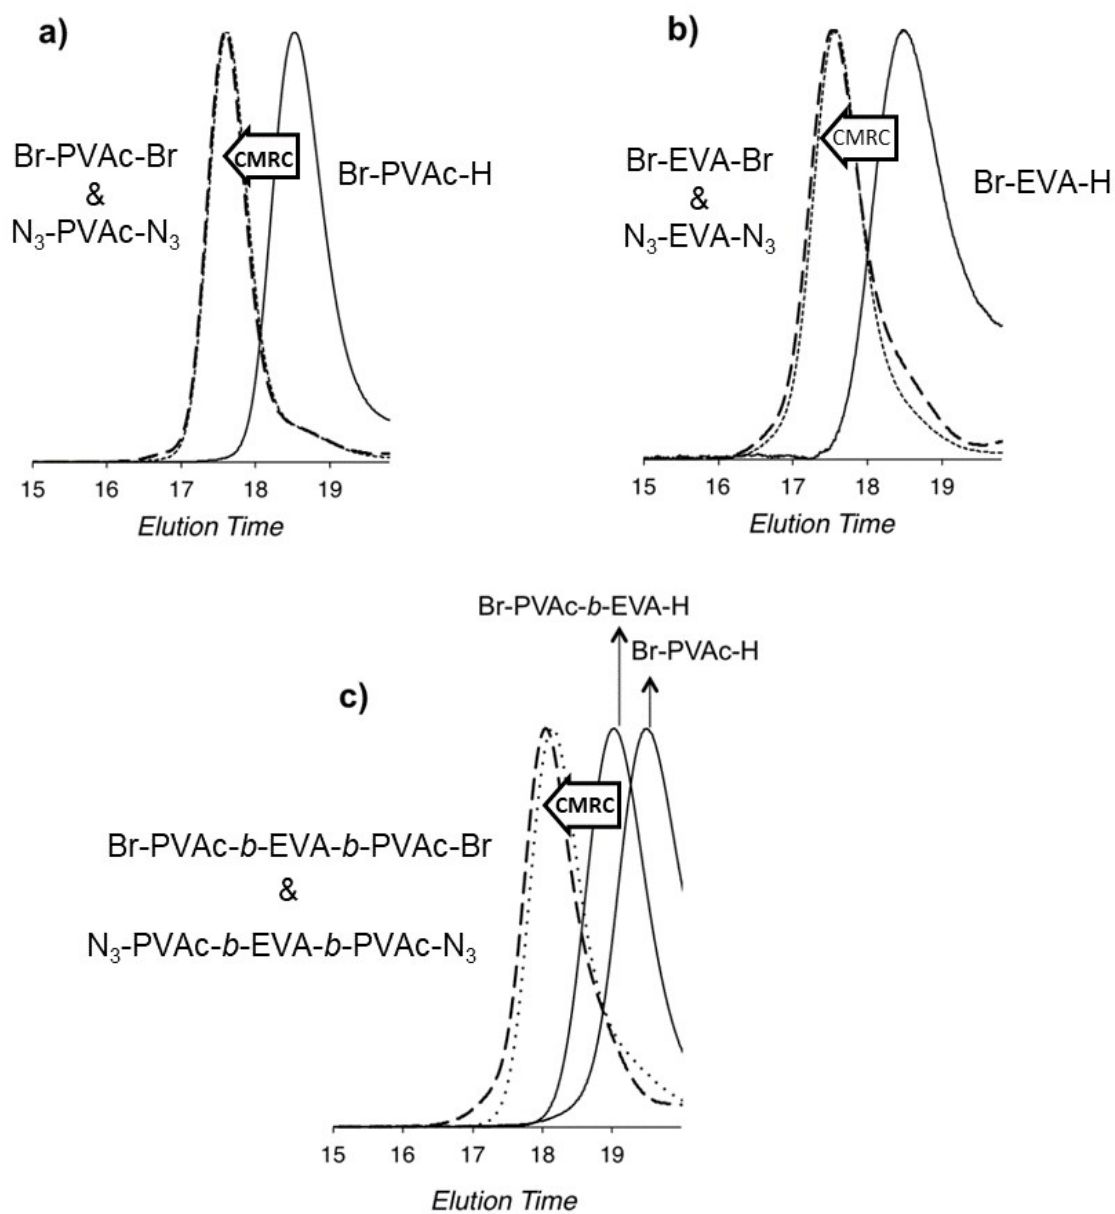 a)
Br-PVAc-Br
&
N3-PVAc-N3
CMRC
Br-PVAc-H
15 16 17 18 19
Elution Time
b)
Br-EVA-Br
&
N3-EVA-N3
CMRC
Br-EVA-H
15 16 17 18 19
Elution Time
Br-PVAc-b-EVA-H
Br-PVAc-H
c)
CMRC
Br-PVAc-b-EVA-b-PVAc-Br
&
N3-PVAc-b-EVA-b-PVAc-N3
15 16 17 18 19
Elution Time